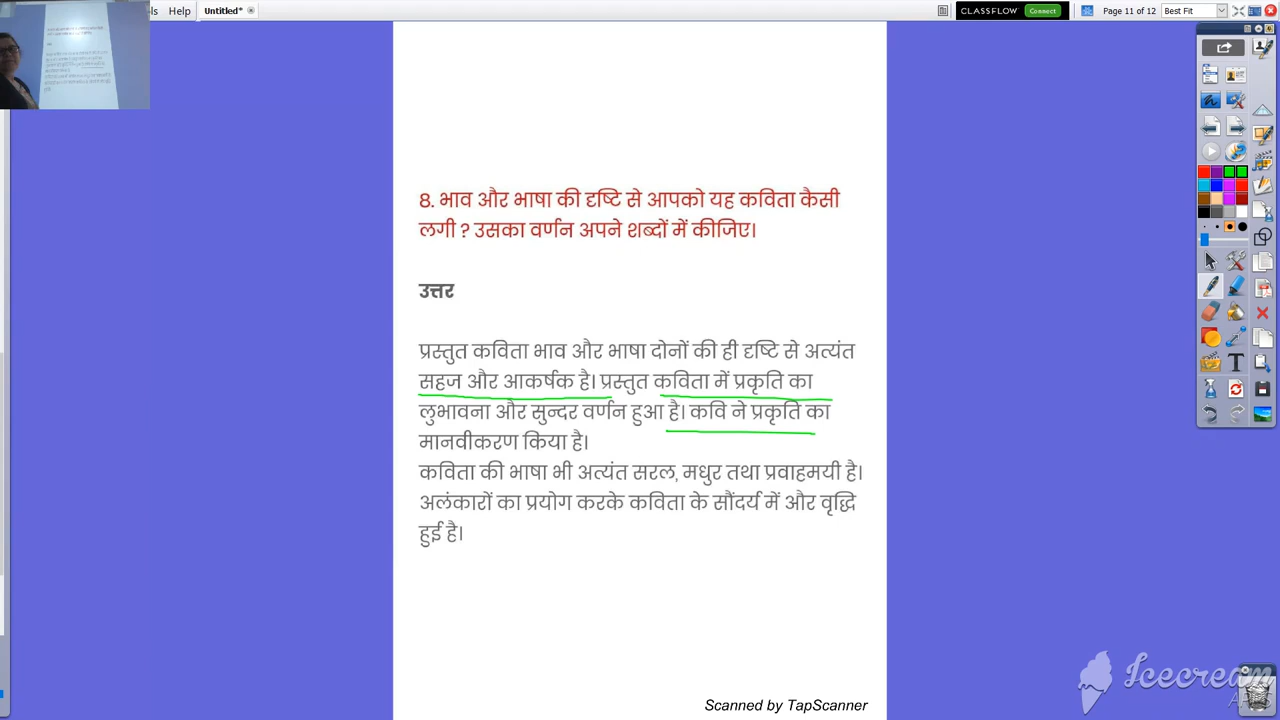 ols Help Untitled*
CLASSFLOW Connect
Page 11 of 12 Best Fit
8. भाव और भाषा की दृष्टि से आपको यह कविता कैसी
लगी ? उसका वर्णन अपने शब्दों में कीजिए।
उत्तर
प्रस्तुत कविता भाव और भाषा दोनों की ही दृष्टि से अत्यंत
सहज और आकर्षक है। प्रस्तुत कविता में प्रकृति का
लुभावना और सुन्दर वर्णन हुआ है। कवि ने प्रकृति का
मानवीकरण किया है।
कविता की भाषा भी अत्यंत सरल, मधुर तथा प्रवाहमयी है।
अलंकारों का प्रयोग करके कविता के सौंदर्य में और वृद्धि
हुई है।
Scanned by TapScanner
Icecream
APPS